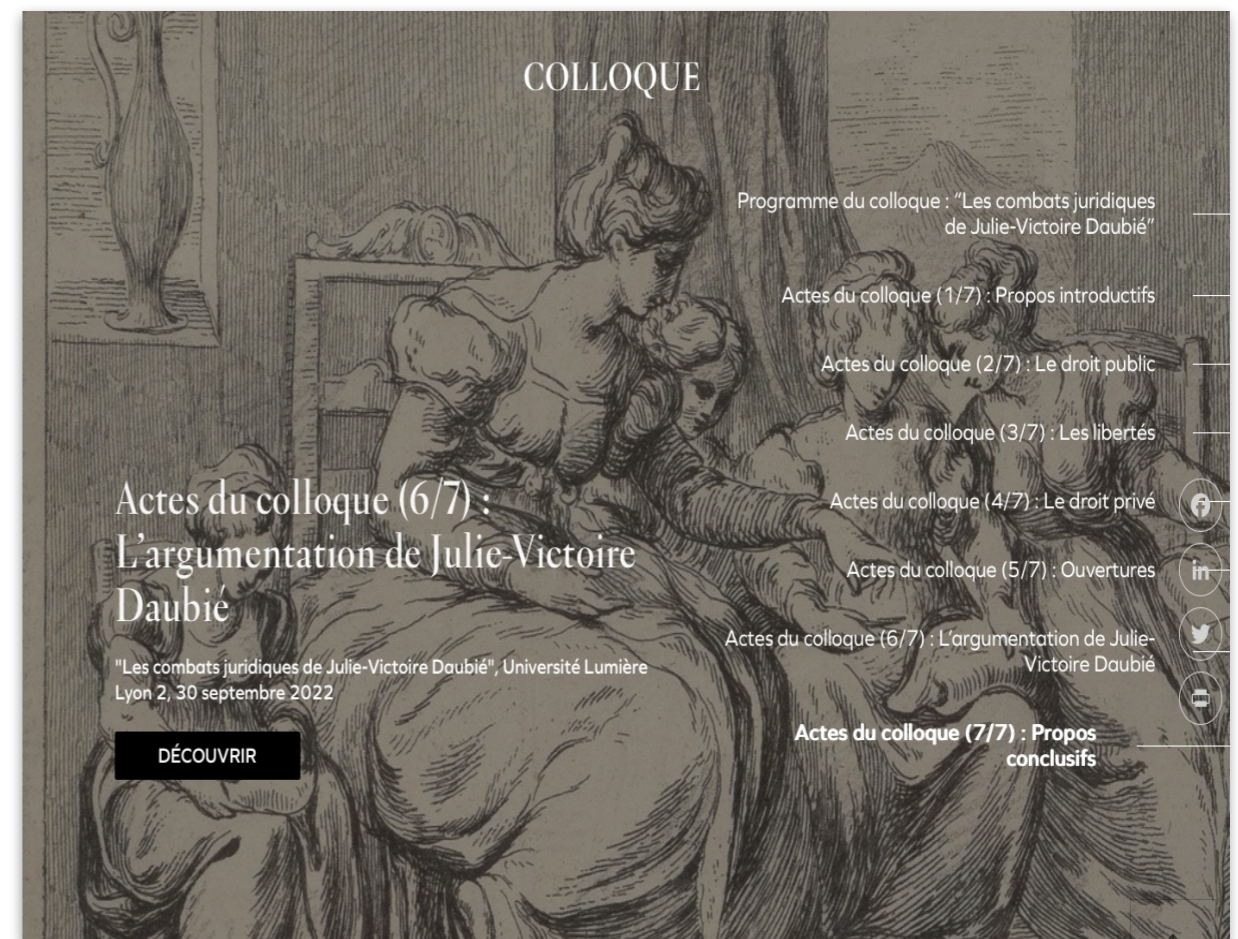 COLLOQUE
Programme du colloque : “Les combats juridiques
de Julie-Victoire Daubié”
Actes du colloque (1/7) : Propos introductifs
Actes du colloque (2/7) : Le droit public
Actes du colloque (3/7) : Les libertés
Actes du colloque (4/7) : Le droit privé
Actes du colloque (5/7) : Ouvertures
Actes du colloque (6/7) : L’argumentation de Julie-
Victoire Daubié
Actes du colloque (7/7) : Propos
conclusifs
Actes du colloque (6/7) :
L’argumentation de Julie-Victoire
Daubié
"Les combats juridiques de Julie-Victoire Daubié", Université Lumière
Lyon 2, 30 septembre 2022
DÉCOUVRIR